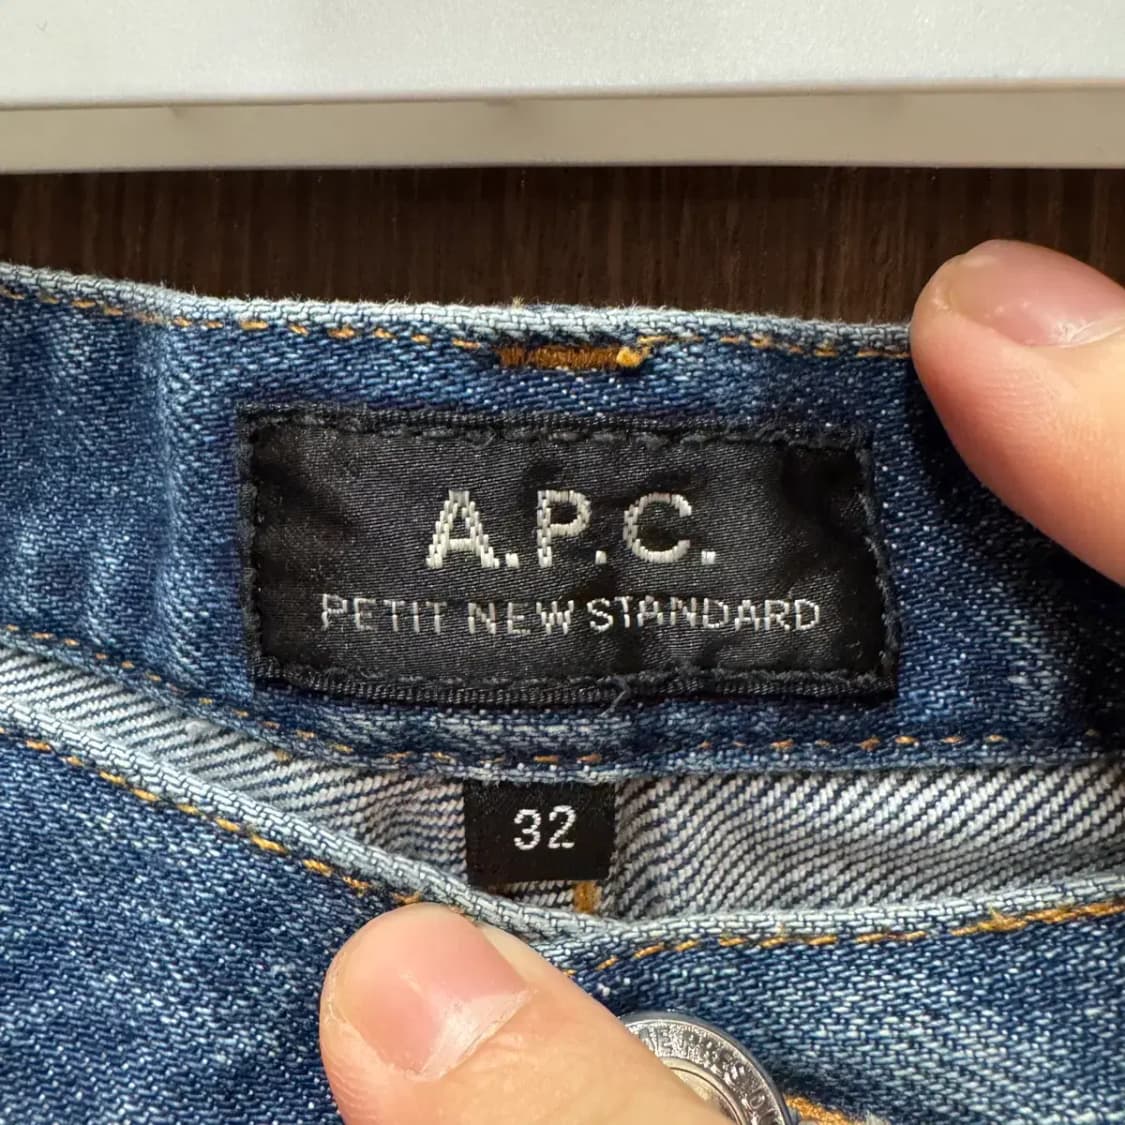 A.P.C.
PETIT NEW STANDARD
32